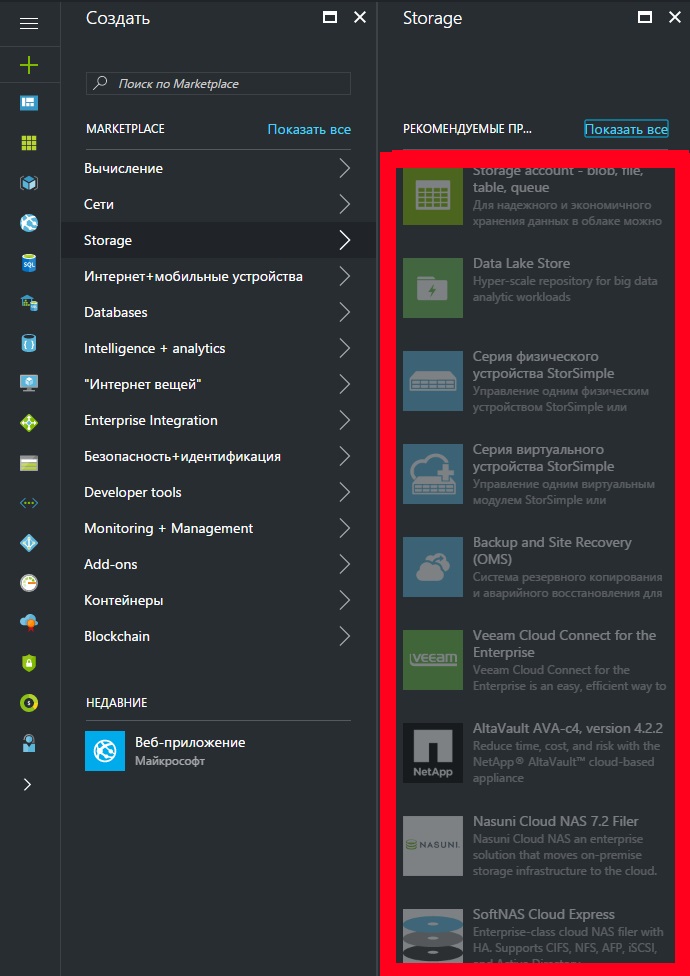 Создать
Поиск по Marketplace
MARKETPLACE
Показать все
Вычисление
Сети
Storage
Интернет+мобильные устройства
Databases
Intelligence + analytics
"Интернет вещей"
Enterprise Integration
Безопасность+идентификация
Developer tools
Monitoring + Management
Add-ons
Контейнеры
Blockchain
НЕДАВНИЕ
Веб-приложение
Майкрософт
SQL
Storage
РЕКОМЕНДУЕМЫЕ ПР...
Показать все
Storage account - blob, file,
table, queue
Для надежного и экономичного
хранения данных в облаке можно
Data Lake Store
Hyper-scale repository for big data
analytic workloads
Серия физического
устройства StorSimple
Управление одним физическим
устройством StorSimple или
Серия виртуального
устройства StorSimple
Управление одним виртуальным
модулем StorSimple или
Backup and Site Recovery
(OMS)
Система резервного копирования
и аварийного восстановления для
veeam
Veeam Cloud Connect for the
Enterprise
Veeam Cloud Connect for the
Enterprise is an easy, efficient way to
NetApp
AltaVault AVA-c4, version 4.2.2
Reduce time, cost, and risk with the
NetApp® AltaVault™ cloud-based
appliance
NASUNI
Nasuni Cloud NAS 7.2 Filer
Nasuni Cloud NAS an enterprise
solution that moves on-premise
storage infrastructure to the cloud.
SoftNAS Cloud Express
Enterprise-class cloud NAS filer with
HA. Supports CIFS, NFS, AFP, iSCSI,
and Active Directory